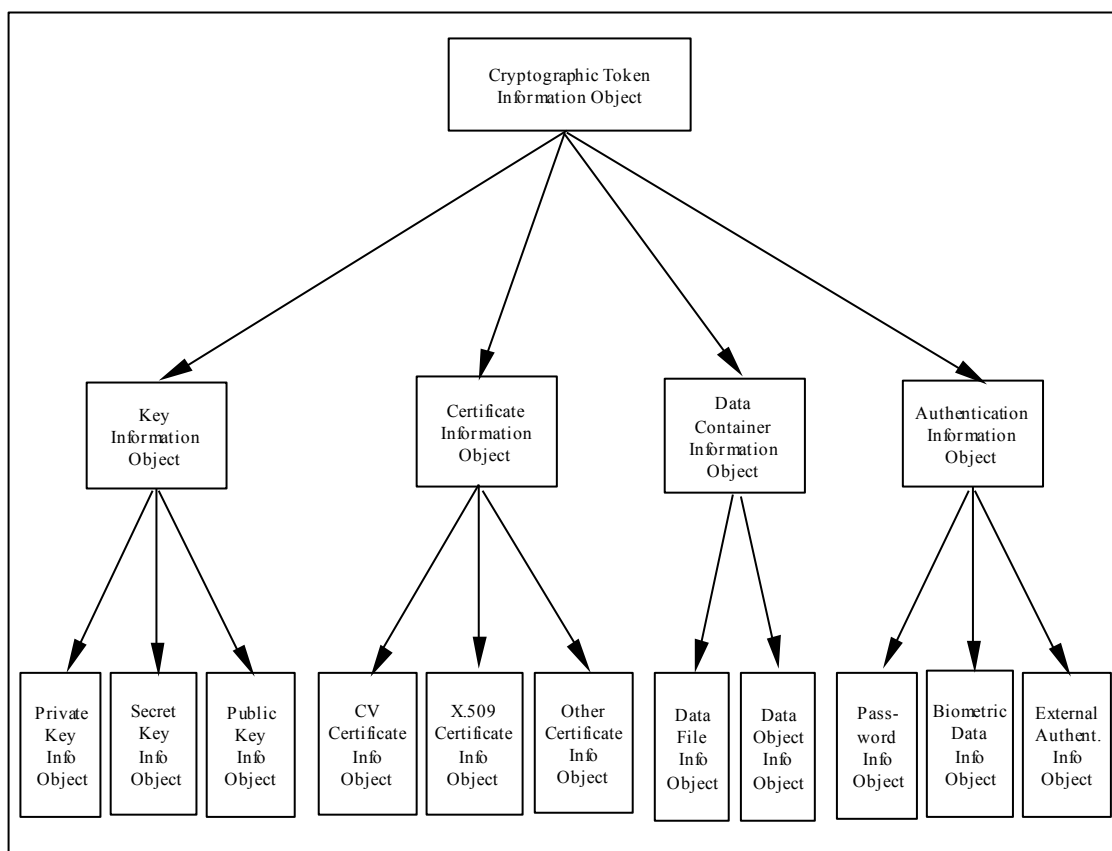 Cryptographic Token
Information Object
Key
Information
Object
Certificate
Information
Object
Data
Container
Information
Object
Authentication
Information
Object
Private
Key
Info
Object
Secret
Key
Info
Object
Public
Key
Info
Object
CV
Certificate
Info
Object
X.509
Certificate
Info
Object
Other
Certificate
Info
Object
Data
File
Info
Object
Data
Object
Info
Object
Pass-
word
Info
Object
Biometric
Data
Info
Object
External
Authent.
Info
Object